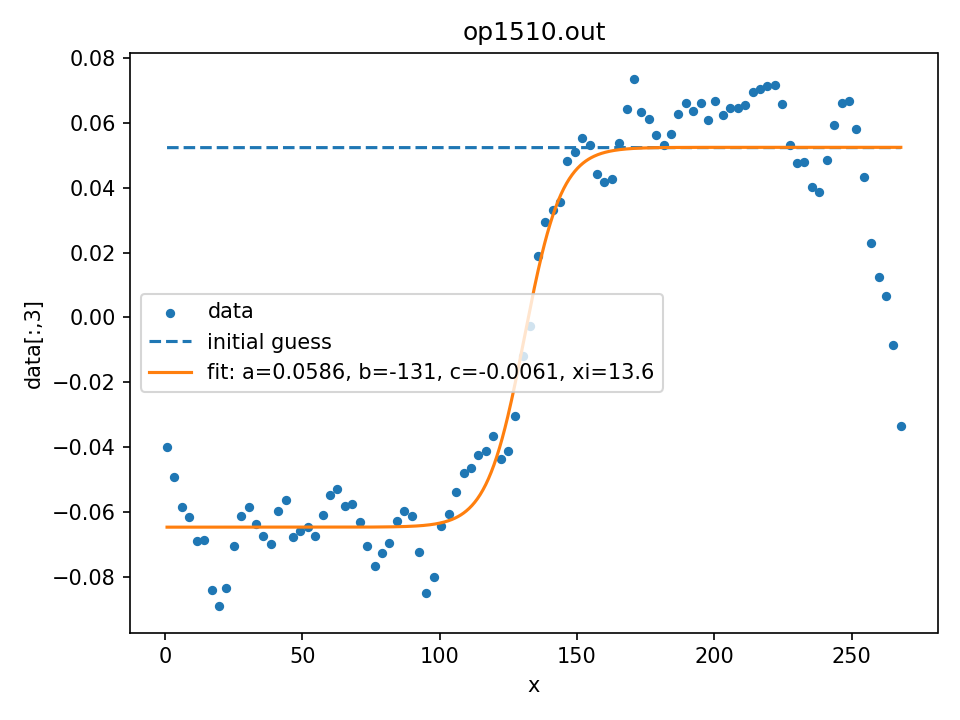 op1510.out
0.08
0.06
0.04
0.02
0.00
−0.02
−0.04
−0.06
−0.08
data[:,3]
data
initial guess
fit: a=0.0586, b=-131, c=-0.0061, xi=13.6
0 50 100 150 200 250
x